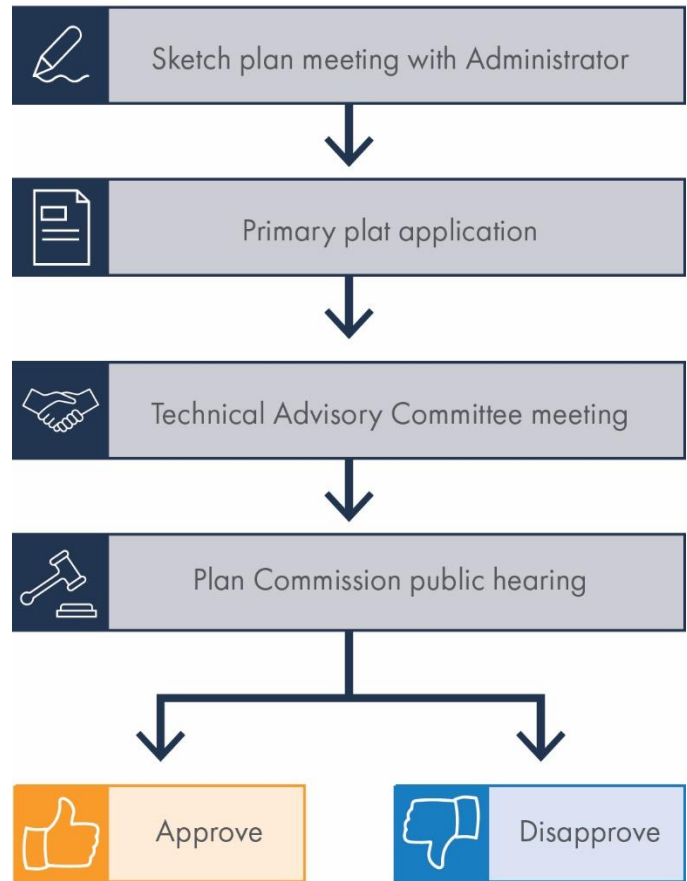 Sketch plan meeting with Administrator
Primary plat application
Technical Advisory Committee meeting
Plan Commission public hearing
Approve
Disapprove